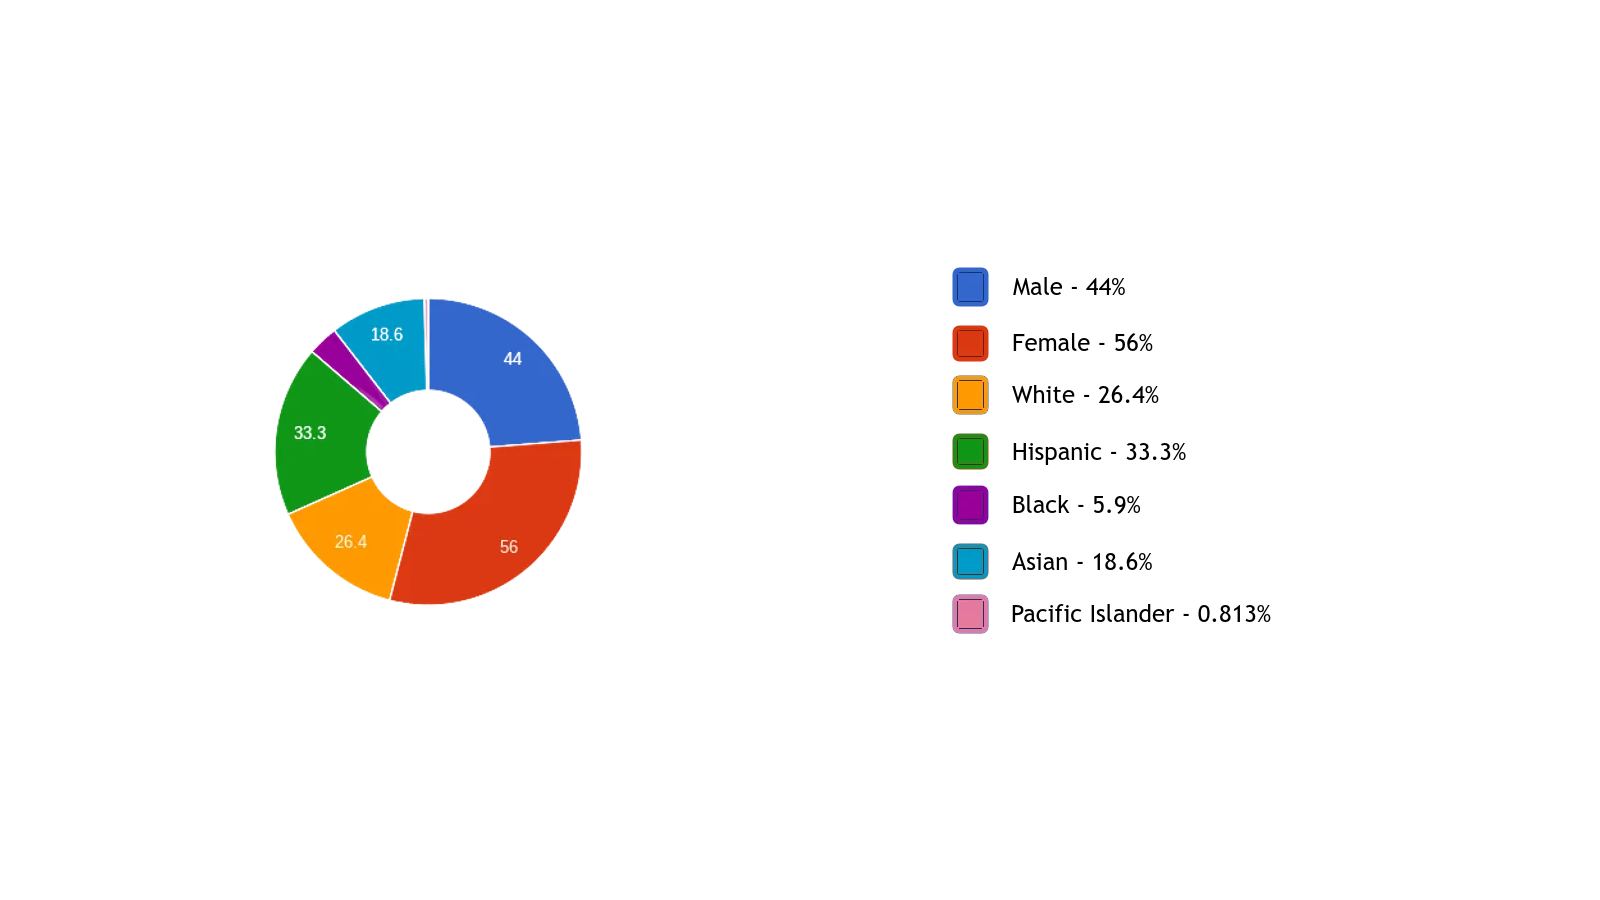 18.6
44
33.3
26.4
56
Male - 44%
Female - 56%
White - 26.4%
Hispanic - 33.3%
Black - 5.9%
Asian - 18.6%
Pacific Islander - 0.813%